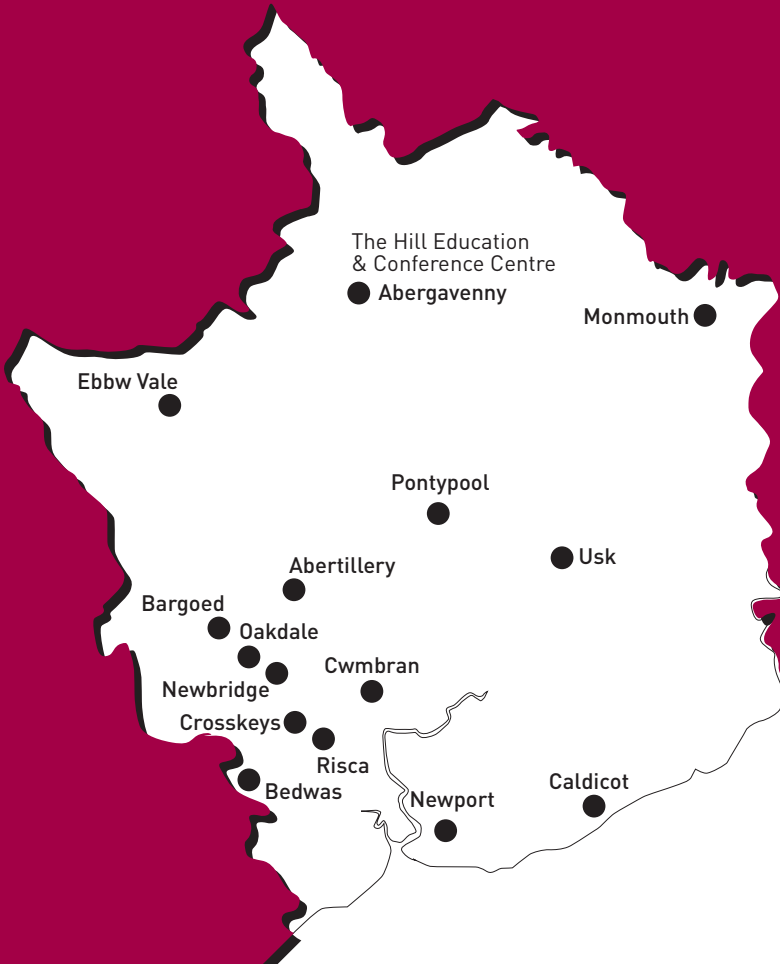 The Hill Education
& Conference Centre
Abergavenny
Monmouth
Ebbw Vale
Pontypool
Usk
Abertillery
Bargoed
Oakdale
Cwmbran
Newbridge
Crosskeys
Risca
Bedwas
Caldicot
Newport